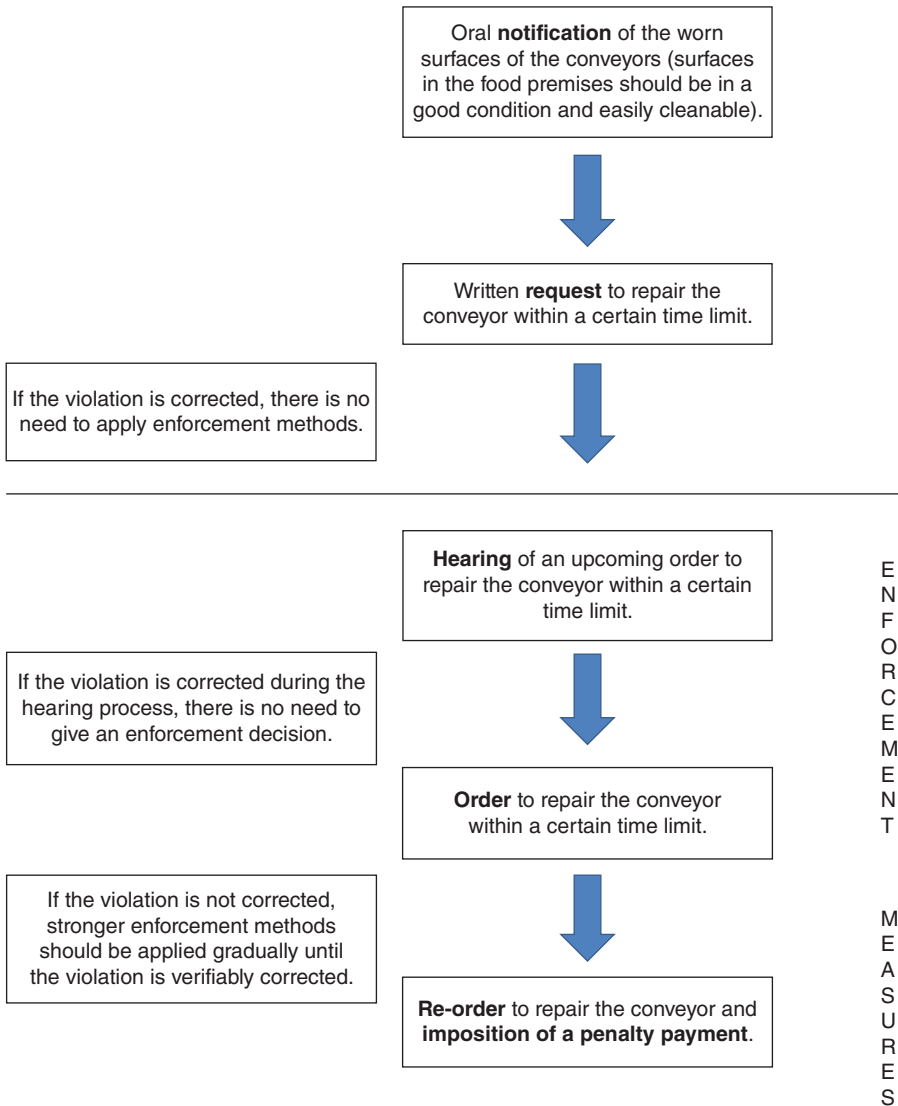 Oral notification of the worn
surfaces of the conveyors (surfaces
in the food premises should be in a
good condition and easily cleanable).
Written request to repair the
conveyor within a certain time limit.
If the violation is corrected, there is no
need to apply enforcement methods.
Hearing of an upcoming order to
repair the conveyor within a certain
time limit.
If the violation is corrected during the
hearing process, there is no need to
give an enforcement decision.
Order to repair the conveyor
within a certain time limit.
If the violation is not corrected,
stronger enforcement methods
should be applied gradually until
the violation is verifiably corrected.
Re-order to repair the conveyor and
imposition of a penalty payment.
ENFORCEMENT
MEASURES